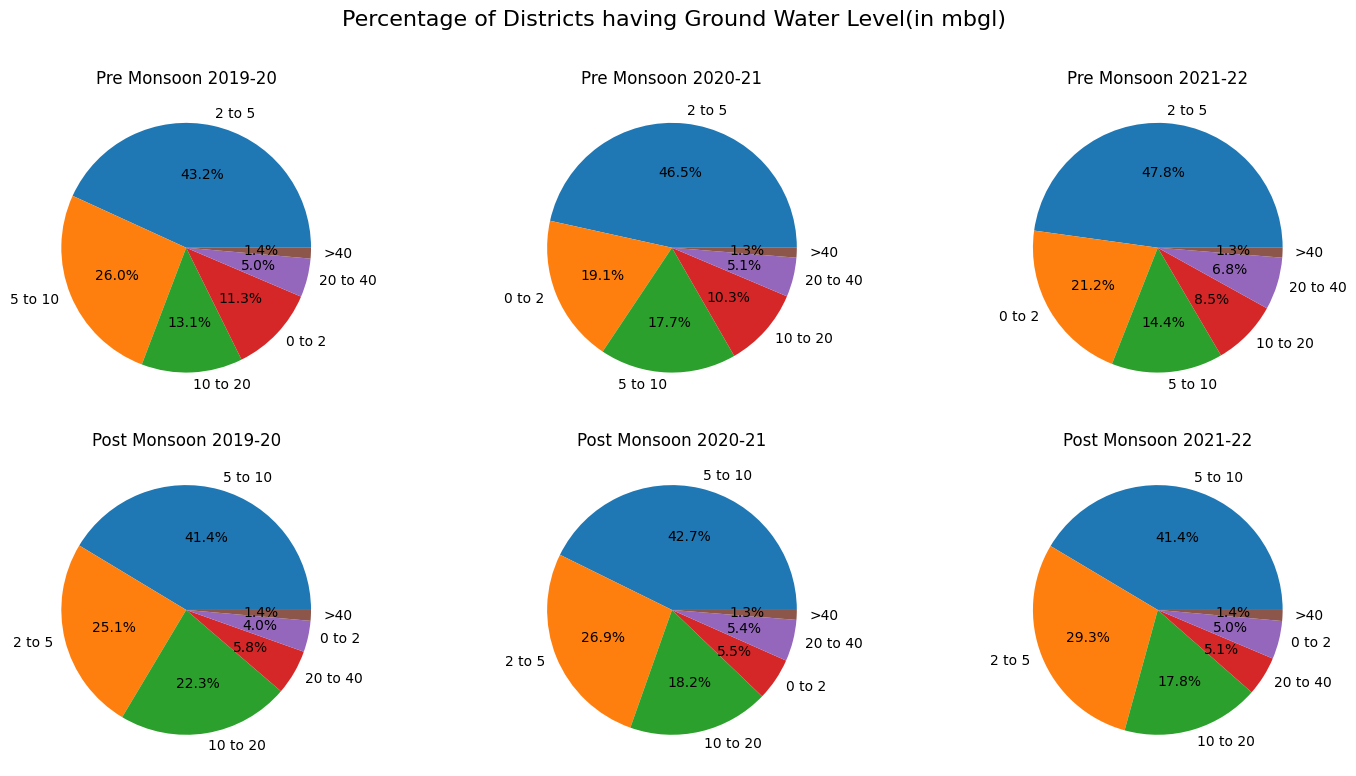 Percentage of Districts having Ground Water Level(in mbgl)
Pre Monsoon 2019-20
2 to 5
43.2%
5 to 10
26.0%
10 to 20
13.1%
0 to 2
11.3%
20 to 40
5.0%
>40
1.4%
Pre Monsoon 2020-21
2 to 5
46.5%
0 to 2
19.1%
5 to 10
17.7%
10 to 20
10.3%
20 to 40
5.1%
>40
1.3%
Pre Monsoon 2021-22
2 to 5
47.8%
0 to 2
21.2%
5 to 10
14.4%
10 to 20
8.5%
20 to 40
6.8%
>40
1.3%
Post Monsoon 2019-20
5 to 10
41.4%
2 to 5
25.1%
10 to 20
22.3%
20 to 40
5.8%
0 to 2
4.0%
>40
1.4%
Post Monsoon 2020-21
5 to 10
42.7%
2 to 5
26.9%
10 to 20
18.2%
0 to 2
5.5%
20 to 40
5.4%
>40
1.3%
Post Monsoon 2021-22
5 to 10
41.4%
2 to 5
29.3%
10 to 20
17.8%
20 to 40
5.1%
0 to 2
5.0%
>40
1.4%